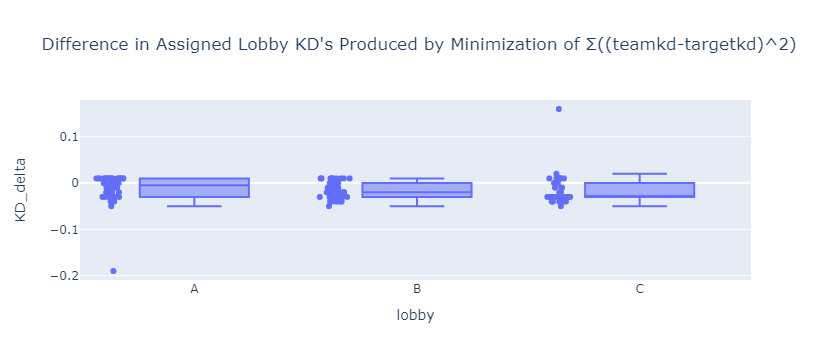 Difference in Assigned Lobby KD's Produced by Minimization of Σ((teamkd-targetkd)^2)
KD_delta
0.1
0
−0.1
−0.2
A B C
lobby